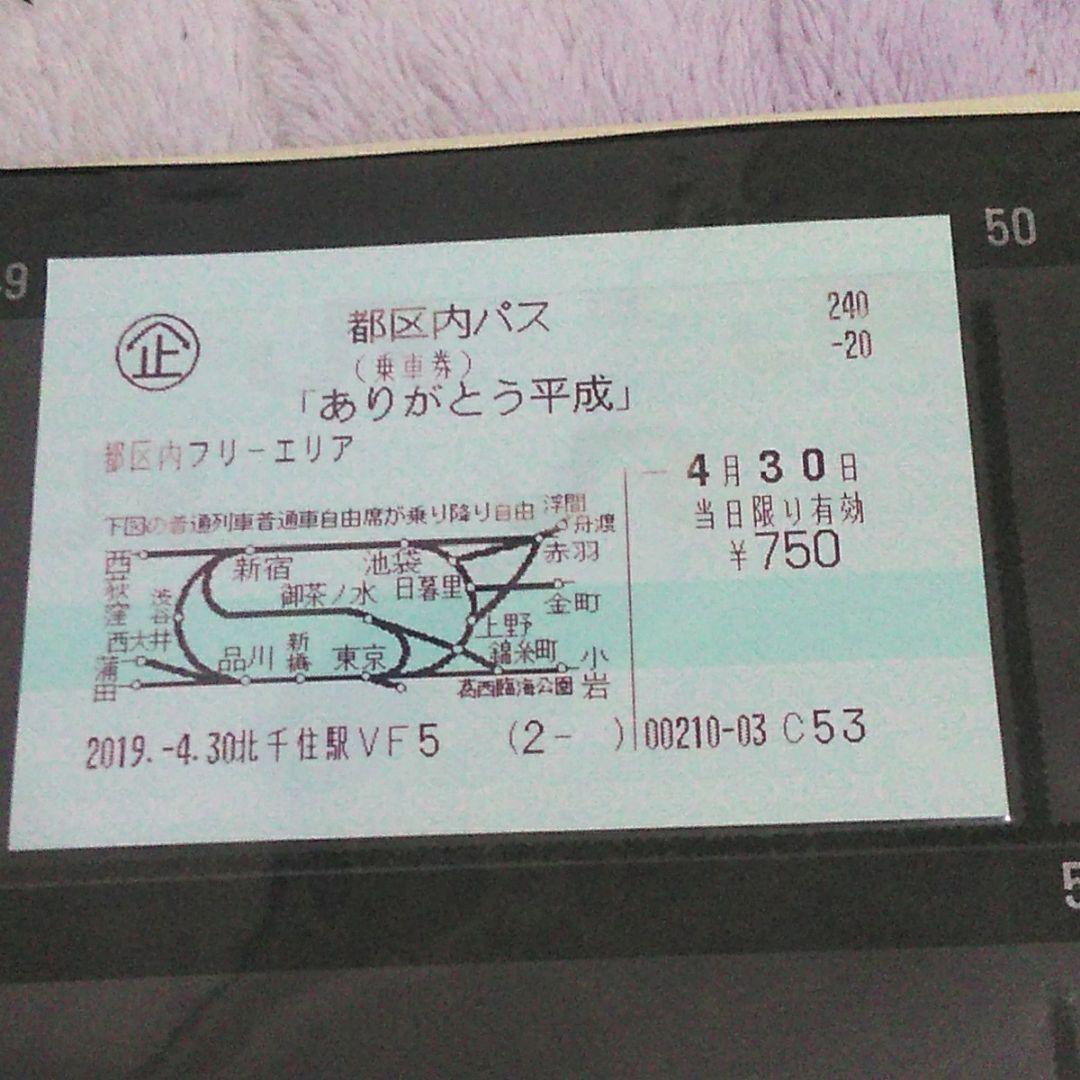 50
企
都区内パス
240
(乗車券)
-20
「ありがとう平成」
都区内フリーエリア
4月30日
当日限り有効
¥750
下図の普通列車普通車自由席が乗り降り自由
浮間舟渡
西荻窪
新宿
池袋
赤羽
渋谷
御茶ノ水
日暮里
金町
西大井
上野
蒲田
品川
新橋
東京
錦糸町
小岩
葛西臨海公園
2019.-4.30北千住駅VF5 (2- ) 00210-03 C53